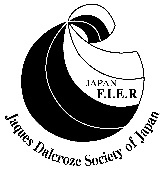 JAPAN
F.I.E.R
Jaques Dalcroze Society of Japan